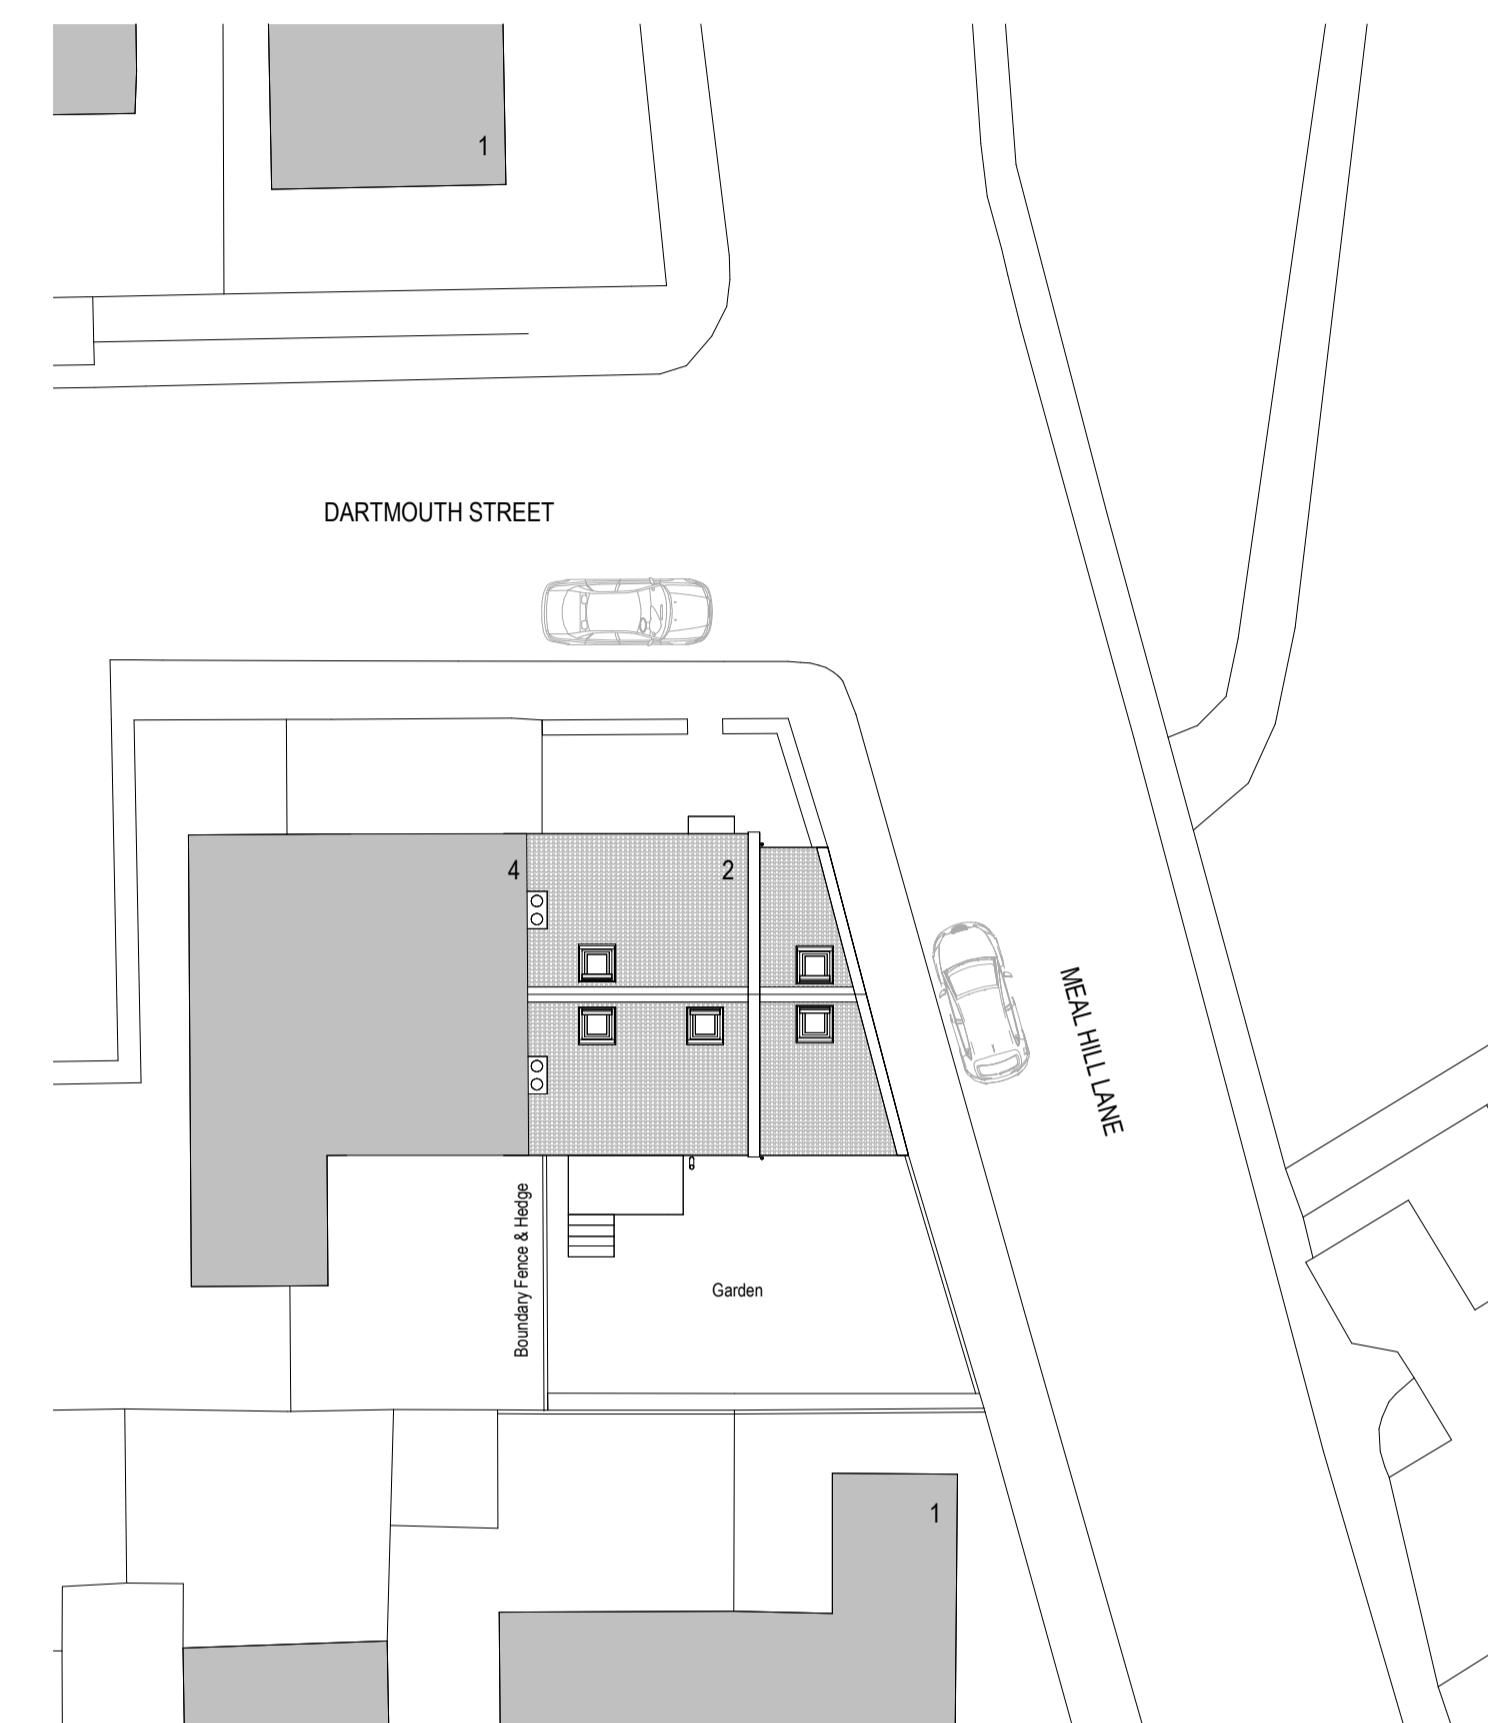 1
DARTMOUTH STREET
4
2
MEAL HILL LANE
Boundary Fence & Hedge
Garden
1